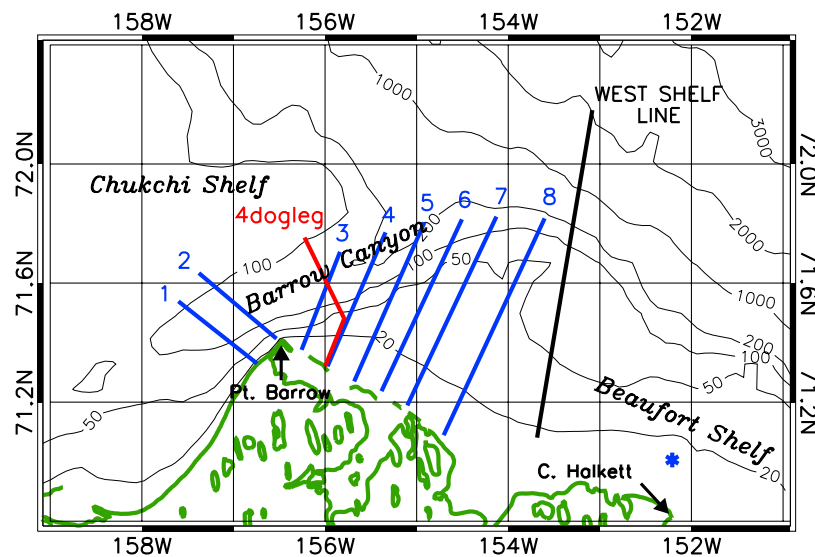 158W 156W 154W 152W
1000
WEST SHELF
LINE
3000
72.0N
72.0N
Chukchi Shelf
2000
4dogleg
4 5 6 7 8
3
200
Barrow Canyon
100
100
50
2
71.6N
71.6N
1
1000
20
200
100
Pt. Barrow
50
50
71.2N
71.2N
Beaufort Shelf
*
C. Halkett
20
158W 156W 154W 152W